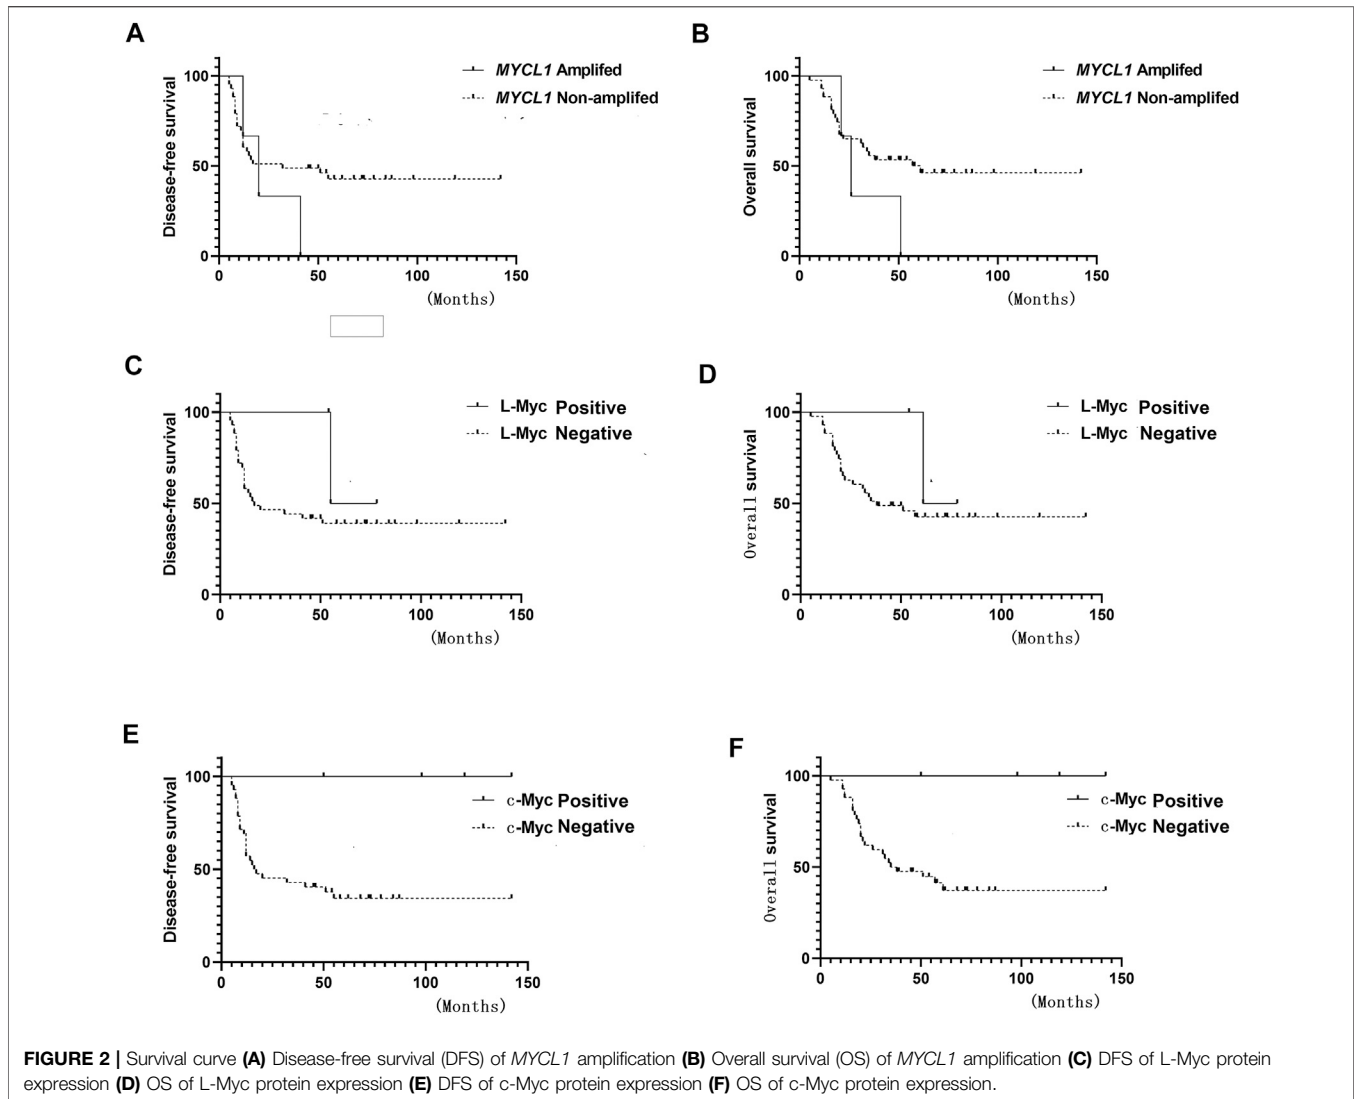 A
Disease-free survival
100
50
0
0 50 100 150
(Months)
MYCL1 Amplifed
MYCL1 Non-amplifed
B
Overall survival
100
50
0
0 50 100 150
(Months)
MYCL1 Amplifed
MYCL1 Non-amplifed
C
Disease-free survival
100
50
0
0 50 100 150
(Months)
L-Myc Positive
L-Myc Negative
D
Overall survival
100
50
0
0 50 100 150
(Months)
L-Myc Positive
L-Myc Negative
E
Disease-free survival
100
50
0
0 50 100 150
(Months)
c-Myc Positive
c-Myc Negative
F
Overall survival
100
50
0
0 50 100 150
(Months)
c-Myc Positive
c-Myc Negative
FIGURE 2 | Survival curve (A) Disease-free survival (DFS) of MYCL1 amplification (B) Overall survival (OS) of MYCL1 amplification (C) DFS of L-Myc protein
expression (D) OS of L-Myc protein expression (E) DFS of c-Myc protein expression (F) OS of c-Myc protein expression.